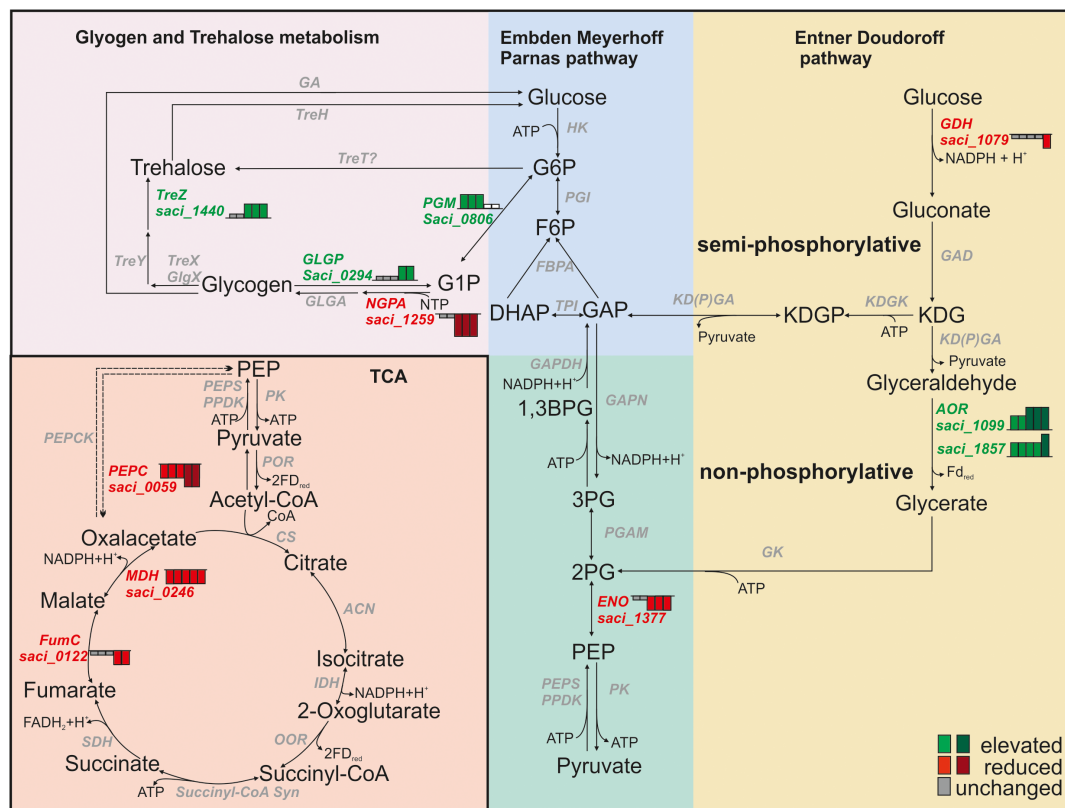 Glyogen and Trehalose metabolism
Embden Meyerhoff
Parnas pathway
Entner Doudoroff
pathway
GA
TreH
Glucose
ATP
HK
Trehalose
TreT?
G6P
TreZ
saci_1440
PGM
Saci_0806
PGI
F6P
FBPA
TreY
TreX
GlgX
Glycogen
GLGP
Saci_0294
G1P
GLGA
NGPA
saci_1259
NTP
DHAP
TPI
GAP
KD(P)GA
Pyruvate
KDGP
KDGK
ATP
KDG
Glucose
GDH
saci_1079
NADPH + H+
Gluconate
semi-phosphorylative
GAD
KD(P)GA
Pyruvate
Glyceraldehyde
AOR
saci_1099
saci_1857
non-phosphorylative
Fdred
Glycerate
GK
ATP
GAPDH
NADPH+H+
GAPN
1,3BPG
ATP
NADPH+H+
3PG
PGAM
2PG
ENO
saci_1377
PEP
PEPS
PPDK
PK
ATP
ATP
Pyruvate
TCA
PEP
PEPS
PPDK
PK
ATP
ATP
PEPCK
Pyruvate
POR
2FDred
PEPC
saci_0059
Acetyl-CoA
CoA
Oxalacetate
CS
NADPH+H+
Citrate
MDH
saci_0246
Malate
ACN
FumC
saci_0122
Isocitrate
Fumarate
IDH
NADPH+H+
2-Oxoglutarate
FADH2+H+
SDH
OOR
2FDred
Succinate
Succinyl-CoA
ATP
Succinyl-CoA Syn
elevated
reduced
unchanged